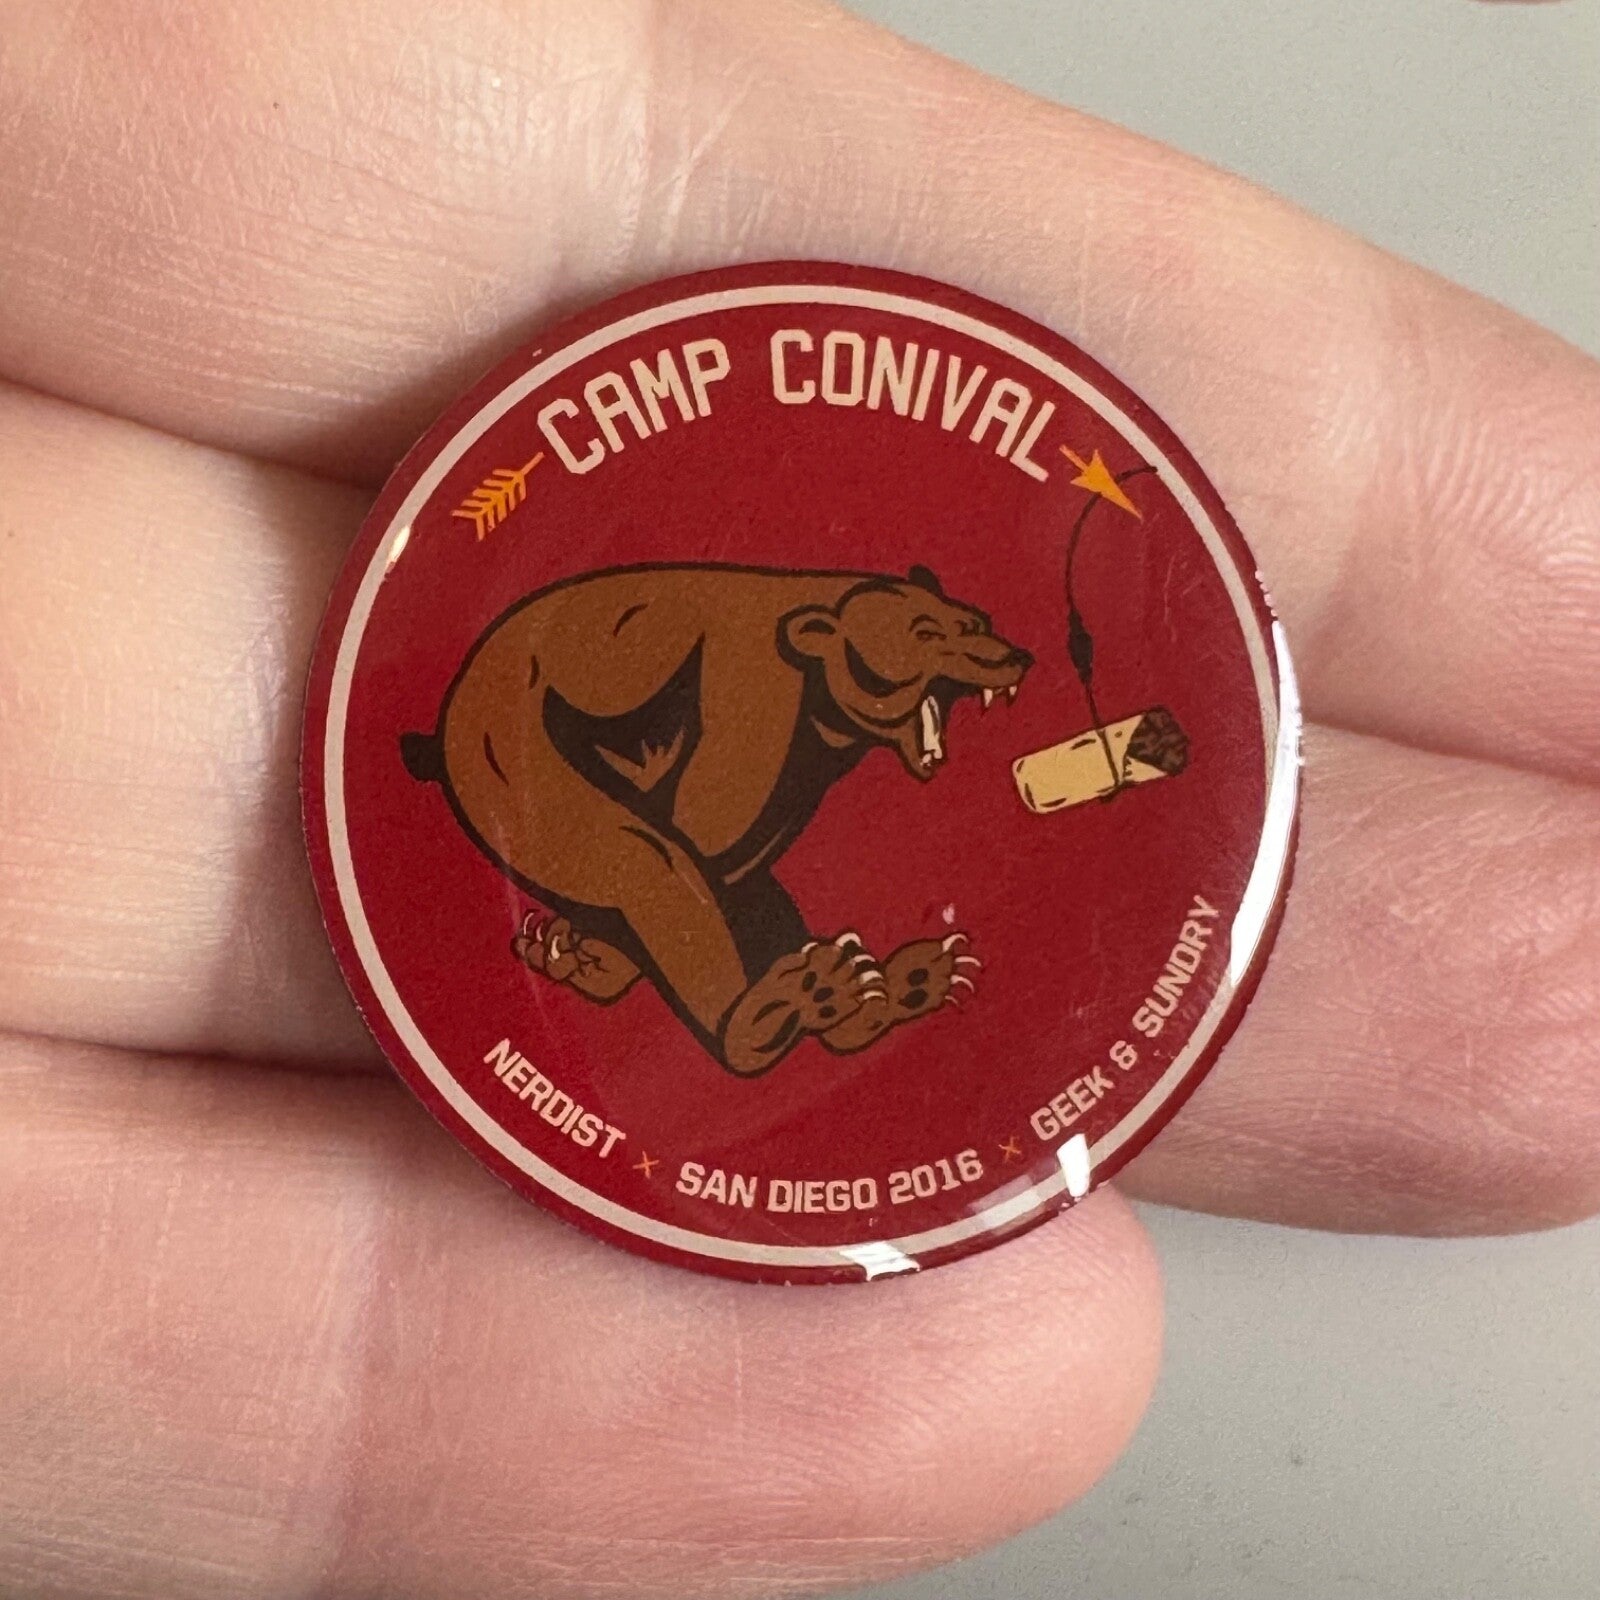 CAMP CONIVAL
NERDIST x SAN DIEGO 2016 x GEEK & SUNDRY